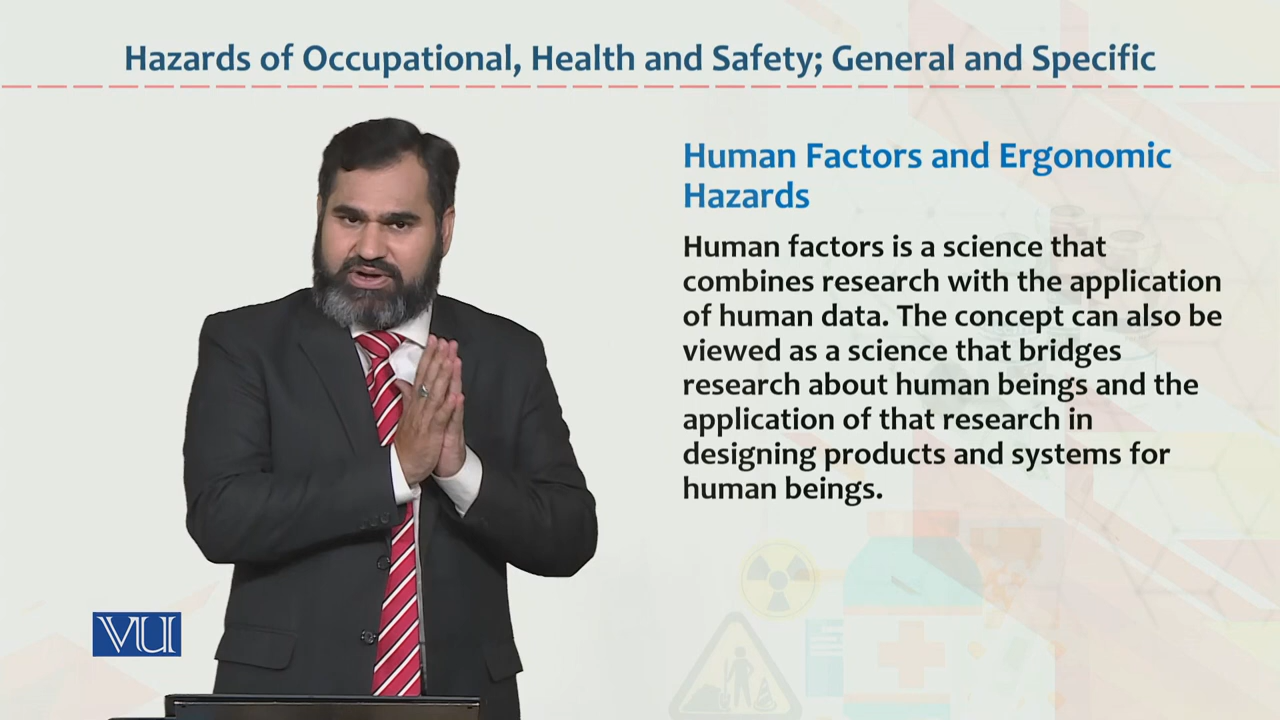 Hazards of Occupational, Health and Safety; General and Specific
Human Factors and Ergonomic
Hazards
Human factors is a science that
combines research with the application
of human data. The concept can also be
viewed as a science that bridges
research about human beings and the
application of that research in
designing products and systems for
human beings.
VU